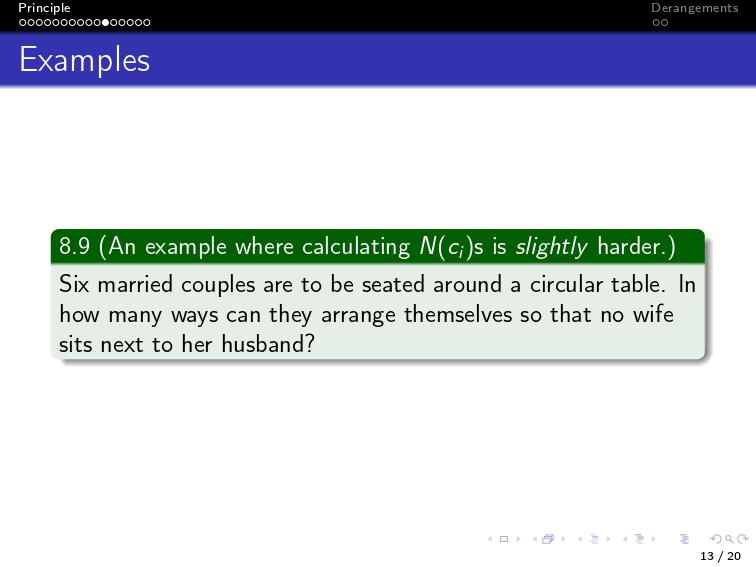 Principle
Derangements
Examples
8.9 (An example where calculating N(cᵢ)s is slightly harder.)
Six married couples are to be seated around a circular table. In
how many ways can they arrange themselves so that no wife
sits next to her husband?
13 / 20